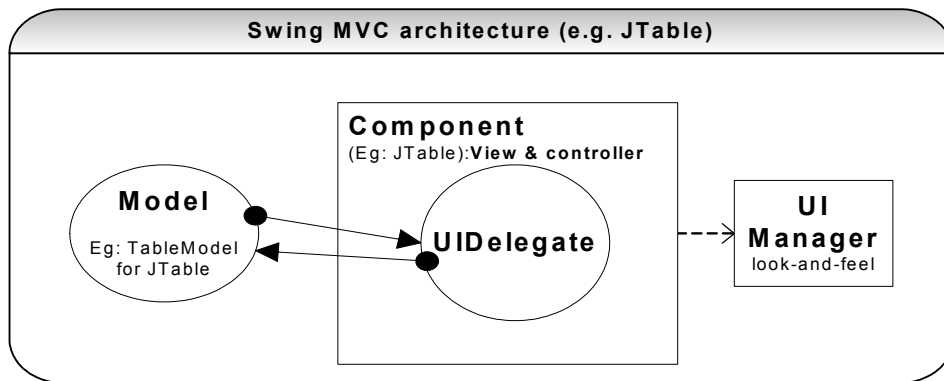 Swing MVC architecture (e.g. JTable)
Component
(Eg: JTable):View & controller
Model
Eg: TableModel
for JTable
UIDelegate
UI
Manager
look-and-feel